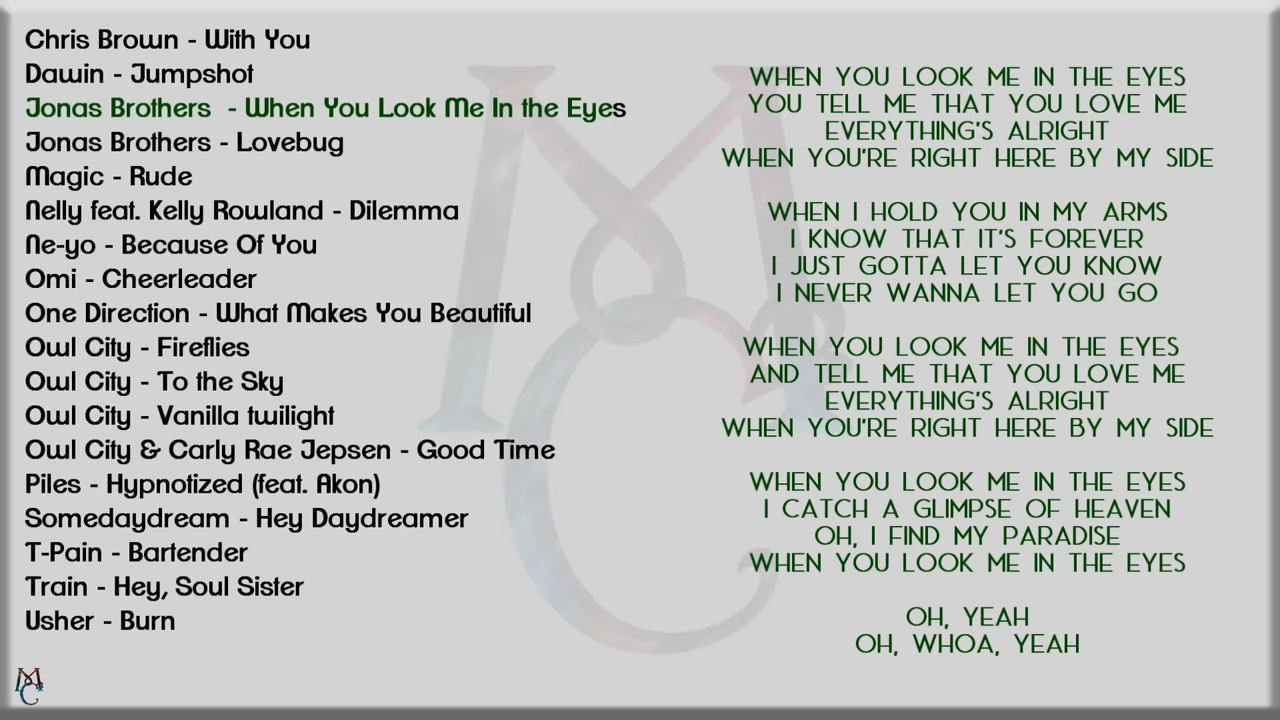 Chris Brown - With You
Dawin - Jumpshot
Jonas Brothers  - When You Look Me In the Eyes
Jonas Brothers - Lovebug
Magic - Rude
Nelly feat. Kelly Rowland - Dilemma
Ne-yo - Because Of You
Omi - Cheerleader
One Direction - What Makes You Beautiful
Owl City - Fireflies
Owl City - To the Sky
Owl City - Vanilla twilight
Owl City & Carly Rae Jepsen - Good Time
Piles - Hypnotized (feat. Akon)
Somedaydream - Hey Daydreamer
T-Pain - Bartender
Train - Hey, Soul Sister
Usher - Burn
WHEN YOU LOOK ME IN THE EYES
YOU TELL ME THAT YOU LOVE ME
EVERYTHING'S ALRIGHT
WHEN YOU'RE RIGHT HERE BY MY SIDE
WHEN I HOLD YOU IN MY ARMS
I KNOW THAT IT'S FOREVER
I JUST GOTTA LET YOU KNOW
I NEVER WANNA LET YOU GO
WHEN YOU LOOK ME IN THE EYES
AND TELL ME THAT YOU LOVE ME
EVERYTHING'S ALRIGHT
WHEN YOU'RE RIGHT HERE BY MY SIDE
WHEN YOU LOOK ME IN THE EYES
I CATCH A GLIMPSE OF HEAVEN
OH, I FIND MY PARADISE
WHEN YOU LOOK ME IN THE EYES
OH, YEAH
OH, WHOA, YEAH
MC